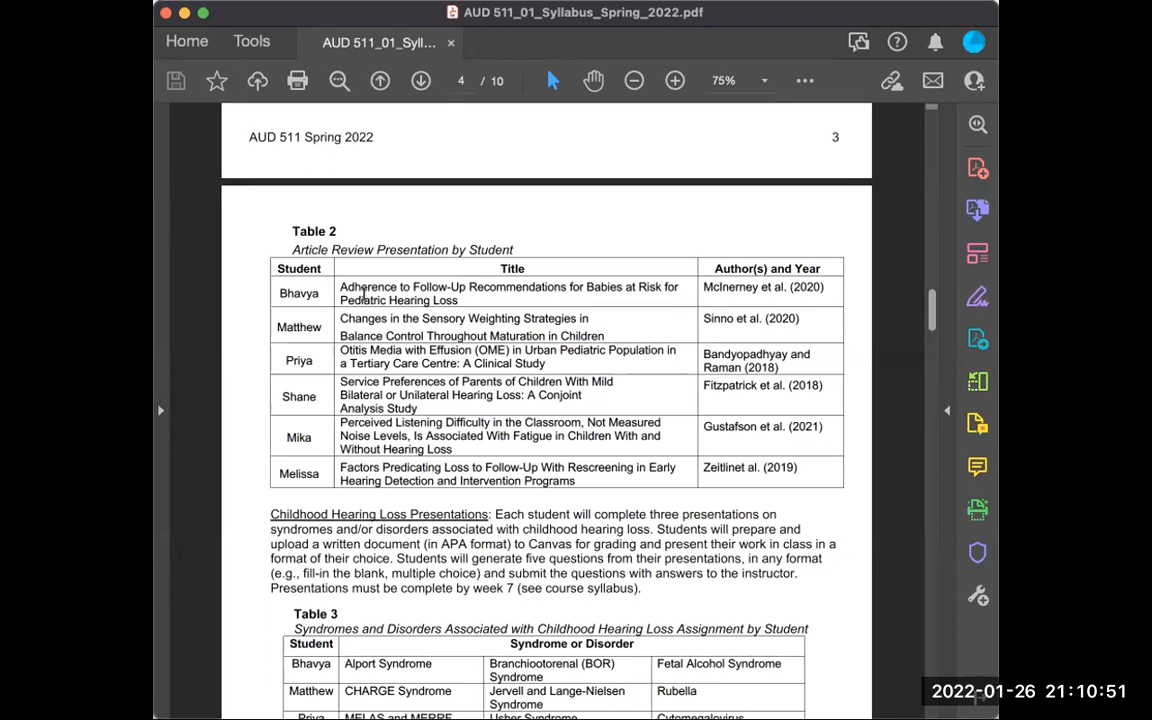 AUD 511_01_Syllabus_Spring_2022.pdf
Home
Tools
AUD 511_01_Syll...
4 / 10
75%
AUD 511 Spring 2022
3
Table 2
Article Review Presentation by Student
Student Title Author(s) and Year
Bhavya
Adherence to Follow-Up Recommendations for Babies at Risk for
Pediatric Hearing Loss
McInerney et al. (2020)
Matthew
Changes in the Sensory Weighting Strategies in
Balance Control Throughout Maturation in Children
Sinno et al. (2020)
Priya
Otitis Media with Effusion (OME) in Urban Pediatric Population in
a Tertiary Care Centre: A Clinical Study
Bandyopadhyay and
Raman (2018)
Shane
Service Preferences of Parents of Children With Mild
Bilateral or Unilateral Hearing Loss: A Conjoint
Analysis Study
Fitzpatrick et al. (2018)
Mika
Perceived Listening Difficulty in the Classroom, Not Measured
Noise Levels, Is Associated With Fatigue in Children With and
Without Hearing Loss
Gustafson et al. (2021)
Melissa
Factors Predicating Loss to Follow-Up With Rescreening in Early
Hearing Detection and Intervention Programs
Zeitlinet al. (2019)
Childhood Hearing Loss Presentations: Each student will complete three presentations on
syndromes and/or disorders associated with childhood hearing loss. Students will prepare and
upload a written document (in APA format) to Canvas for grading and present their work in class in a
format of their choice. Students will generate five questions from their presentations, in any format
(e.g., fill-in the blank, multiple choice) and submit the questions with answers to the instructor.
Presentations must be complete by week 7 (see course syllabus).
Table 3
Syndromes and Disorders Associated with Childhood Hearing Loss Assignment by Student
Student Syndrome or Disorder
Bhavya
Alport Syndrome
Branchiootorenal (BOR)
Syndrome
Fetal Alcohol Syndrome
Matthew
CHARGE Syndrome
Jervell and Lange-Nielsen
Syndrome
Rubella
Priya
MELAS and MERRF
Usher Syndrome
Cytomegalovirus
2022-01-26 21:10:51